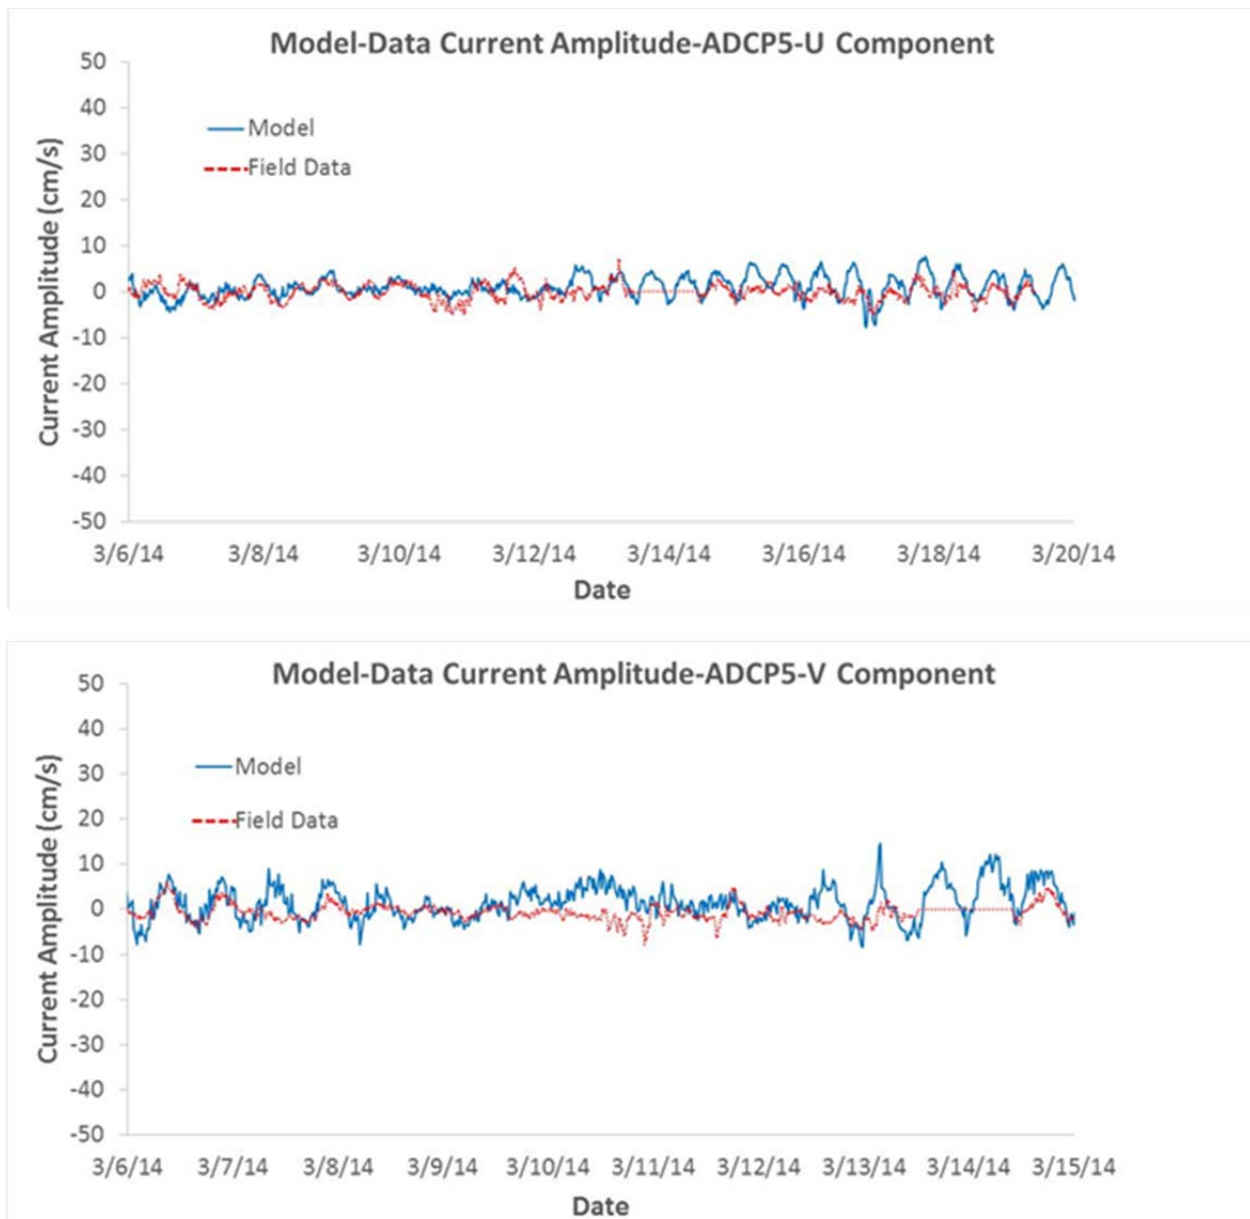 Model-Data Current Amplitude-ADCP5-U Component
50
40
Model
30
Field Data
20
10
0
-10
-20
-30
-40
-50
Current Amplitude (cm/s)
3/6/14 3/8/14 3/10/14 3/12/14 3/14/14 3/16/14 3/18/14 3/20/14
Date
Model-Data Current Amplitude-ADCP5-V Component
50
40
Model
30
20
Field Data
10
0
-10
-20
-30
-40
-50
Current Amplitude (cm/s)
3/6/14 3/7/14 3/8/14 3/9/14 3/10/14 3/11/14 3/12/14 3/13/14 3/14/14 3/15/14
Date